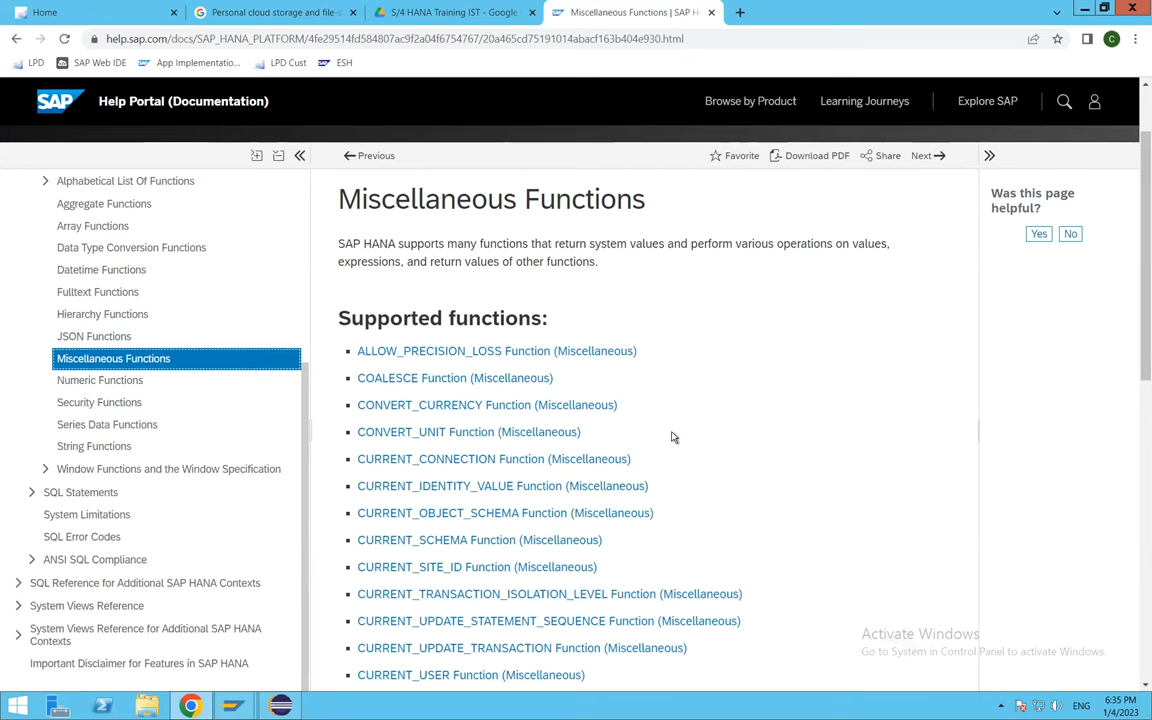 Home
Personal cloud storage and file-s
S/4 HANA Training IST - Google
Miscellaneous Functions | SAP H
help.sap.com/docs/SAP_HANA_PLATFORM/4fe29514fd584807ac9f2a04f6754767/20a465cd75191014abacf163b404e930.html
C
LPD
SAP Web IDE
App Implementatio...
LPD Cust
ESH
SAP
Help Portal (Documentation)
Browse by Product
Learning Journeys
Explore SAP
Previous
Favorite
Download PDF
Share
Next
Alphabetical List Of Functions
Aggregate Functions
Array Functions
Data Type Conversion Functions
Datetime Functions
Fulltext Functions
Hierarchy Functions
JSON Functions
Miscellaneous Functions
Numeric Functions
Security Functions
Series Data Functions
String Functions
Window Functions and the Window Specification
SQL Statements
System Limitations
SQL Error Codes
ANSI SQL Compliance
SQL Reference for Additional SAP HANA Contexts
System Views Reference
System Views Reference for Additional SAP HANA
Contexts
Important Disclaimer for Features in SAP HANA
Miscellaneous Functions
SAP HANA supports many functions that return system values and perform various operations on values,
expressions, and return values of other functions.
Supported functions:
ALLOW_PRECISION_LOSS Function (Miscellaneous)
COALESCE Function (Miscellaneous)
CONVERT_CURRENCY Function (Miscellaneous)
CONVERT_UNIT Function (Miscellaneous)
CURRENT_CONNECTION Function (Miscellaneous)
CURRENT_IDENTITY_VALUE Function (Miscellaneous)
CURRENT_OBJECT_SCHEMA Function (Miscellaneous)
CURRENT_SCHEMA Function (Miscellaneous)
CURRENT_SITE_ID Function (Miscellaneous)
CURRENT_TRANSACTION_ISOLATION_LEVEL Function (Miscellaneous)
CURRENT_UPDATE_STATEMENT_SEQUENCE Function (Miscellaneous)
CURRENT_UPDATE_TRANSACTION Function (Miscellaneous)
CURRENT_USER Function (Miscellaneous)
Was this page
helpful?
Yes
No
Activate Windows
Go to System in Control Panel to activate Windows.
ENG
6:35 PM
1/4/2023